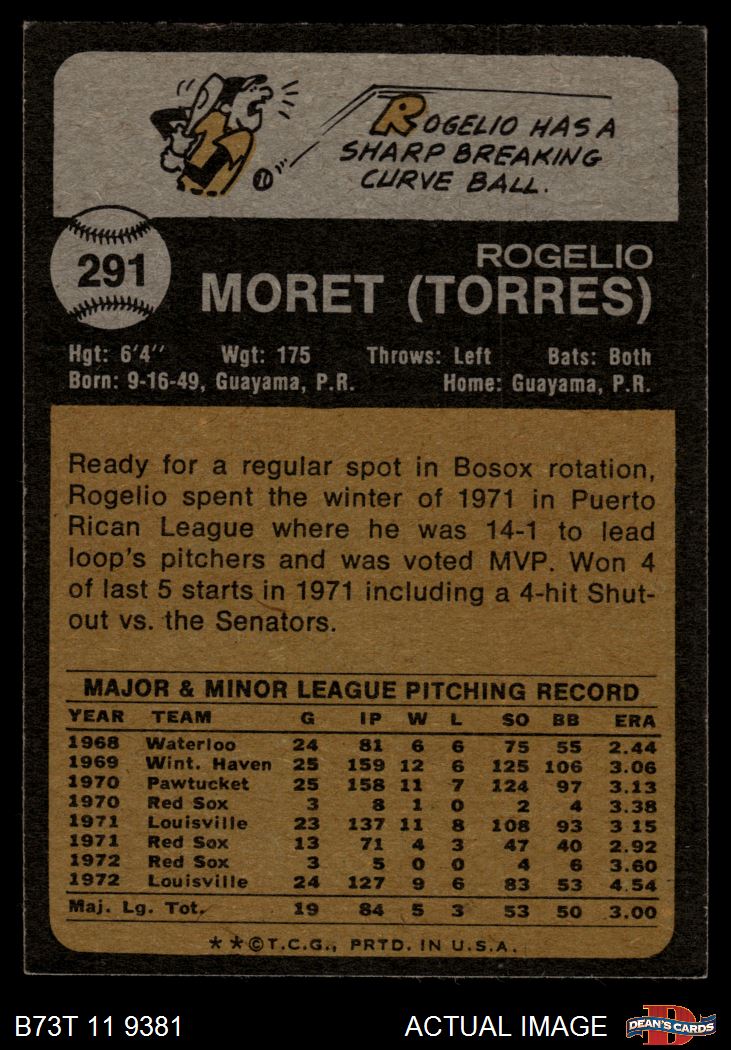 ROGELIO HAS A
SHARP BREAKING
CURVE BALL.
291
ROGELIO
MORET (TORRES)
Hgt: 6'4'' Wgt: 175 Throws: Left Bats: Both
Born: 9-16-49, Guayama, P.R. Home: Guayama, P.R.
Ready for a regular spot in Bosox rotation,
Rogelio spent the winter of 1971 in Puerto
Rican League where he was 14-1 to lead
loop's pitchers and was voted MVP. Won 4
of last 5 starts in 1971 including a 4-hit Shut-
out vs. the Senators.
MAJOR & MINOR LEAGUE PITCHING RECORD
YEAR TEAM G IP W L SO BB ERA
1968 Waterloo 24 81 6 6 75 55 2.44
1969 Wint. Haven 25 159 12 6 125 106 3.06
1970 Pawtucket 25 158 11 7 124 97 3.13
1970 Red Sox 3 8 1 0 2 4 3.38
1971 Louisville 23 137 11 8 108 93 3 15
1971 Red Sox 13 71 4 3 47 40 2.92
1972 Red Sox 3 5 0 0 4 6 3.60
1972 Louisville 24 127 9 6 83 53 4.54
Maj. Lg. Tot. 19 84 5 3 53 50 3.00
**©T.C.G., PRTD. IN U.S.A.
B73T 11 9381 ACTUAL IMAGE D DEAN'S CARDS